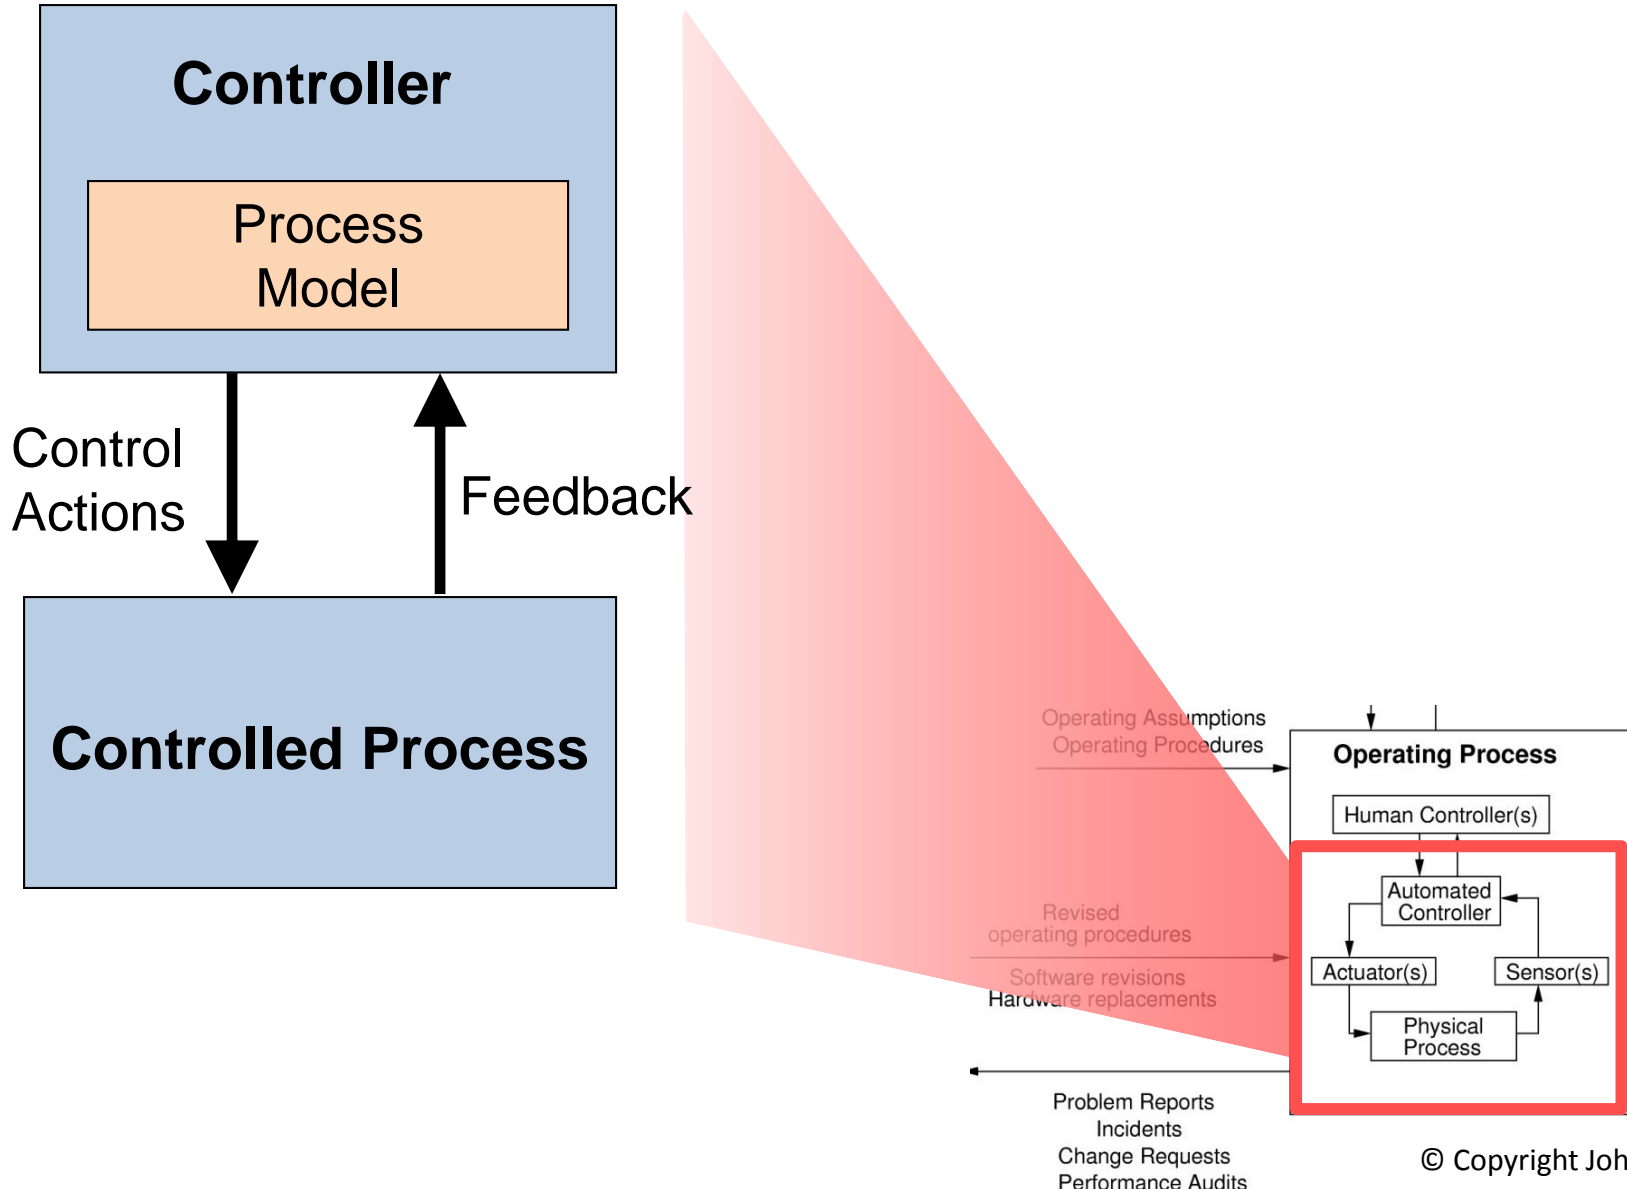 Controller
Process
Model
Control
Actions
Feedback
Controlled Process
Operating Assumptions
Operating Procedures
Operating Process
Human Controller(s)
Automated
Controller
Revised
operating procedures
Actuator(s)
Sensor(s)
Software revisions
Hardware replacements
Physical
Process
Problem Reports
Incidents
Change Requests
Performance Audits
© Copyright Joh